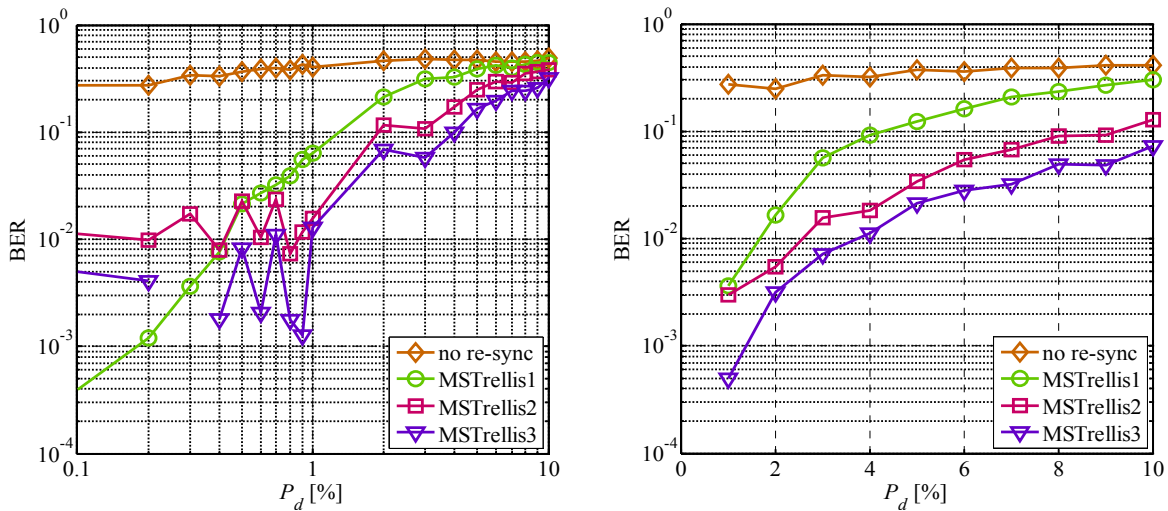 10^0
10^-1
10^-2
10^-3
10^-4
BER
0.1
1
10
P_d [%]
no re-sync
MSTrellis1
MSTrellis2
MSTrellis3
10^0
10^-1
10^-2
10^-3
10^-4
BER
0
2
4
6
8
10
P_d [%]
no re-sync
MSTrellis1
MSTrellis2
MSTrellis3